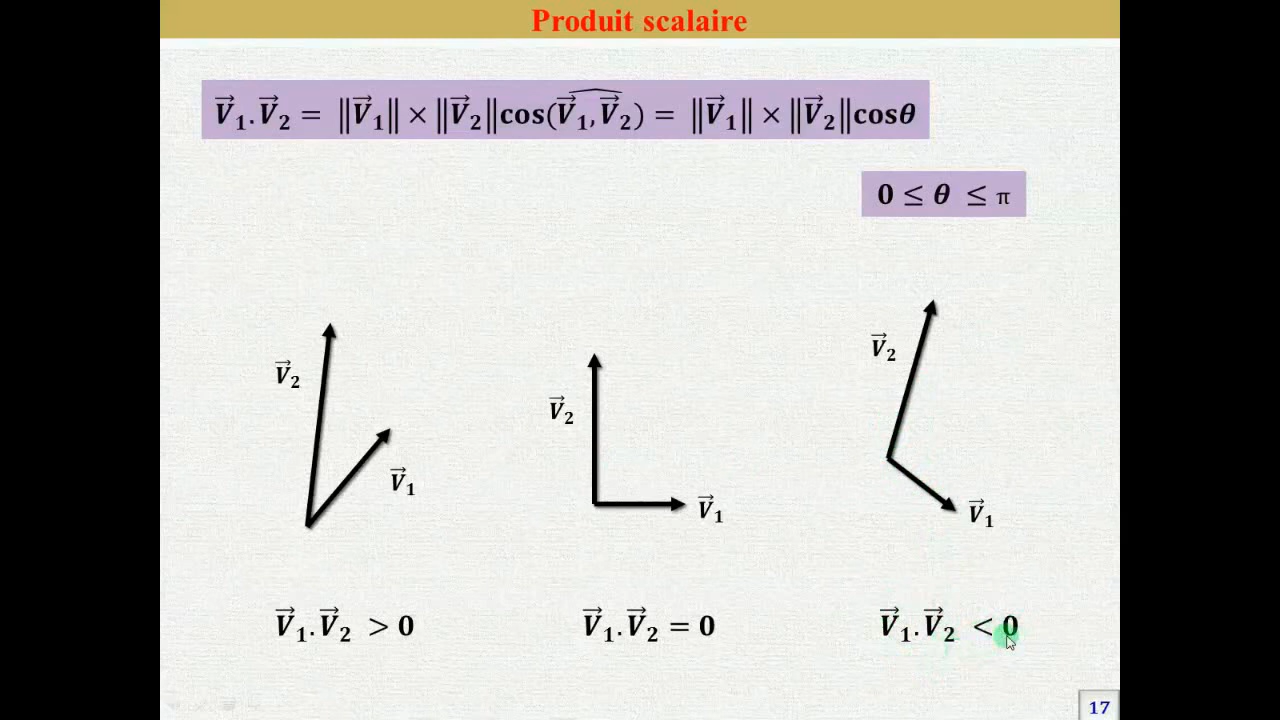 Produit scalaire
V⃗₁.V⃗₂ = ‖V⃗₁‖ × ‖V⃗₂‖cos(V⃗₁,V⃗₂) = ‖V⃗₁‖ × ‖V⃗₂‖cosθ
0 ≤ θ ≤ π
V⃗₂
V⃗₁
V⃗₂
V⃗₁
V⃗₂
V⃗₁
V⃗₁.V⃗₂ > 0
V⃗₁.V⃗₂ = 0
V⃗₁.V⃗₂ < 0
17